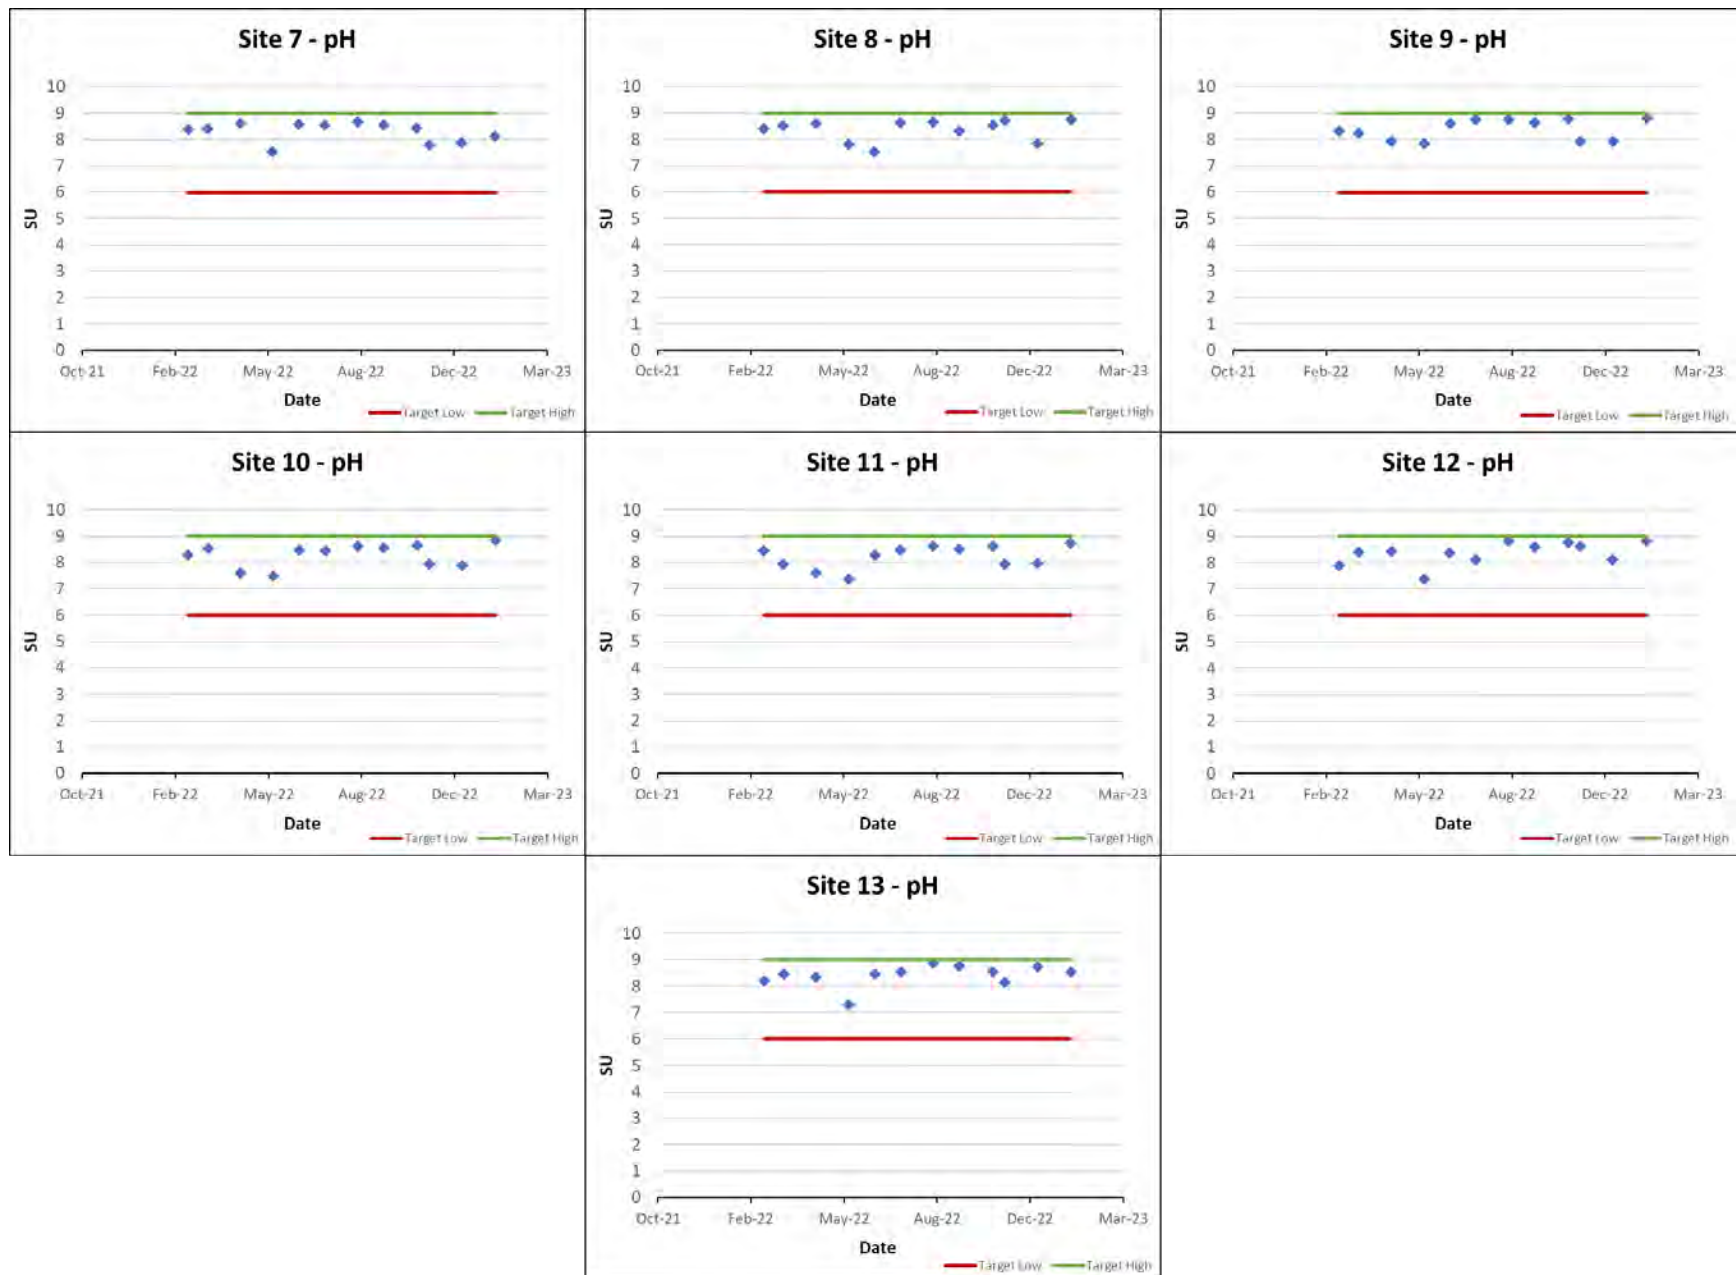 Site 7 - pH
10
9
8
7
6
5
4
3
2
1
0
SU
Oct-21 Feb-22 May-22 Aug-22 Dec-22 Mar-23
Date
Target Low Target High
Site 8 - pH
10
9
8
7
6
5
4
3
2
1
0
SU
Oct-21 Feb-22 May-22 Aug-22 Dec-22 Mar-23
Date
Target Low Target High
Site 9 - pH
10
9
8
7
6
5
4
3
2
1
0
SU
Oct-21 Feb-22 May-22 Aug-22 Dec-22 Mar-23
Date
Target Low Target High
Site 10 - pH
10
9
8
7
6
5
4
3
2
1
0
SU
Oct-21 Feb-22 May-22 Aug-22 Dec-22 Mar-23
Date
Target Low Target High
Site 11 - pH
10
9
8
7
6
5
4
3
2
1
0
SU
Oct-21 Feb-22 May-22 Aug-22 Dec-22 Mar-23
Date
Target Low Target High
Site 12 - pH
10
9
8
7
6
5
4
3
2
1
0
SU
Oct-21 Feb-22 May-22 Aug-22 Dec-22 Mar-23
Date
Target Low Target High
Site 13 - pH
10
9
8
7
6
5
4
3
2
1
0
SU
Oct-21 Feb-22 May-22 Aug-22 Dec-22 Mar-23
Date
Target Low Target High